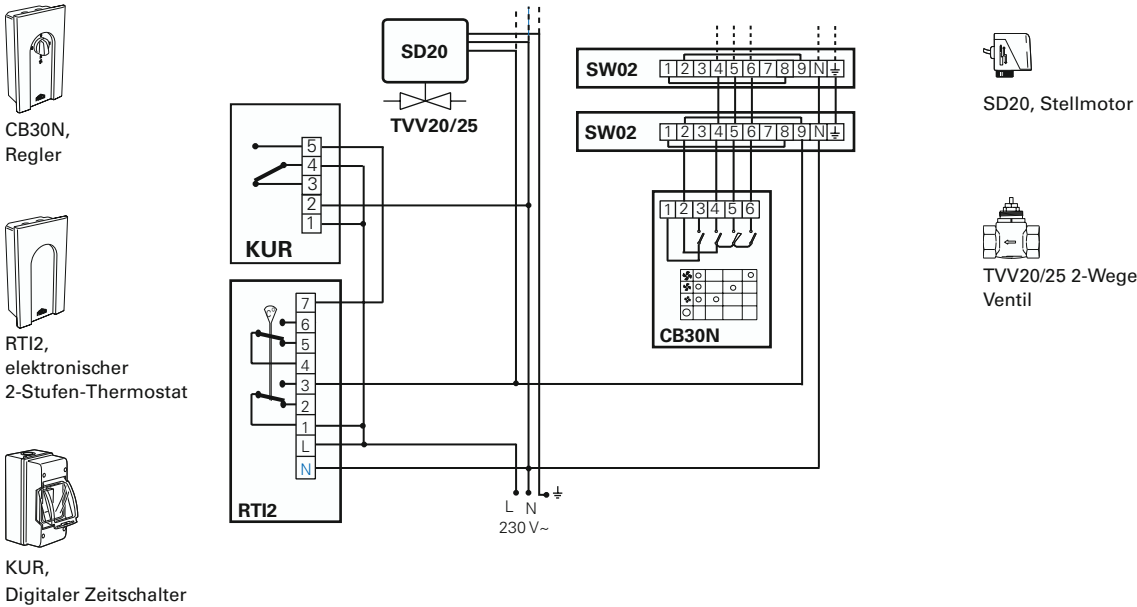 CB30N,
Regler
RTI2,
elektronischer
2-Stufen-Thermostat
KUR,
Digitaler Zeitschalter
SD20
TVV20/25
5
4
3
2
1
KUR
7
6
5
4
3
2
1
L
N
RTI2
L N
230 V~
SW02 1 2 3 4 5 6 7 8 9 N
SW02 1 2 3 4 5 6 7 8 9 N
1 2 3 4 5 6
CB30N
SD20, Stellmotor
TVV20/25 2-Wege
Ventil